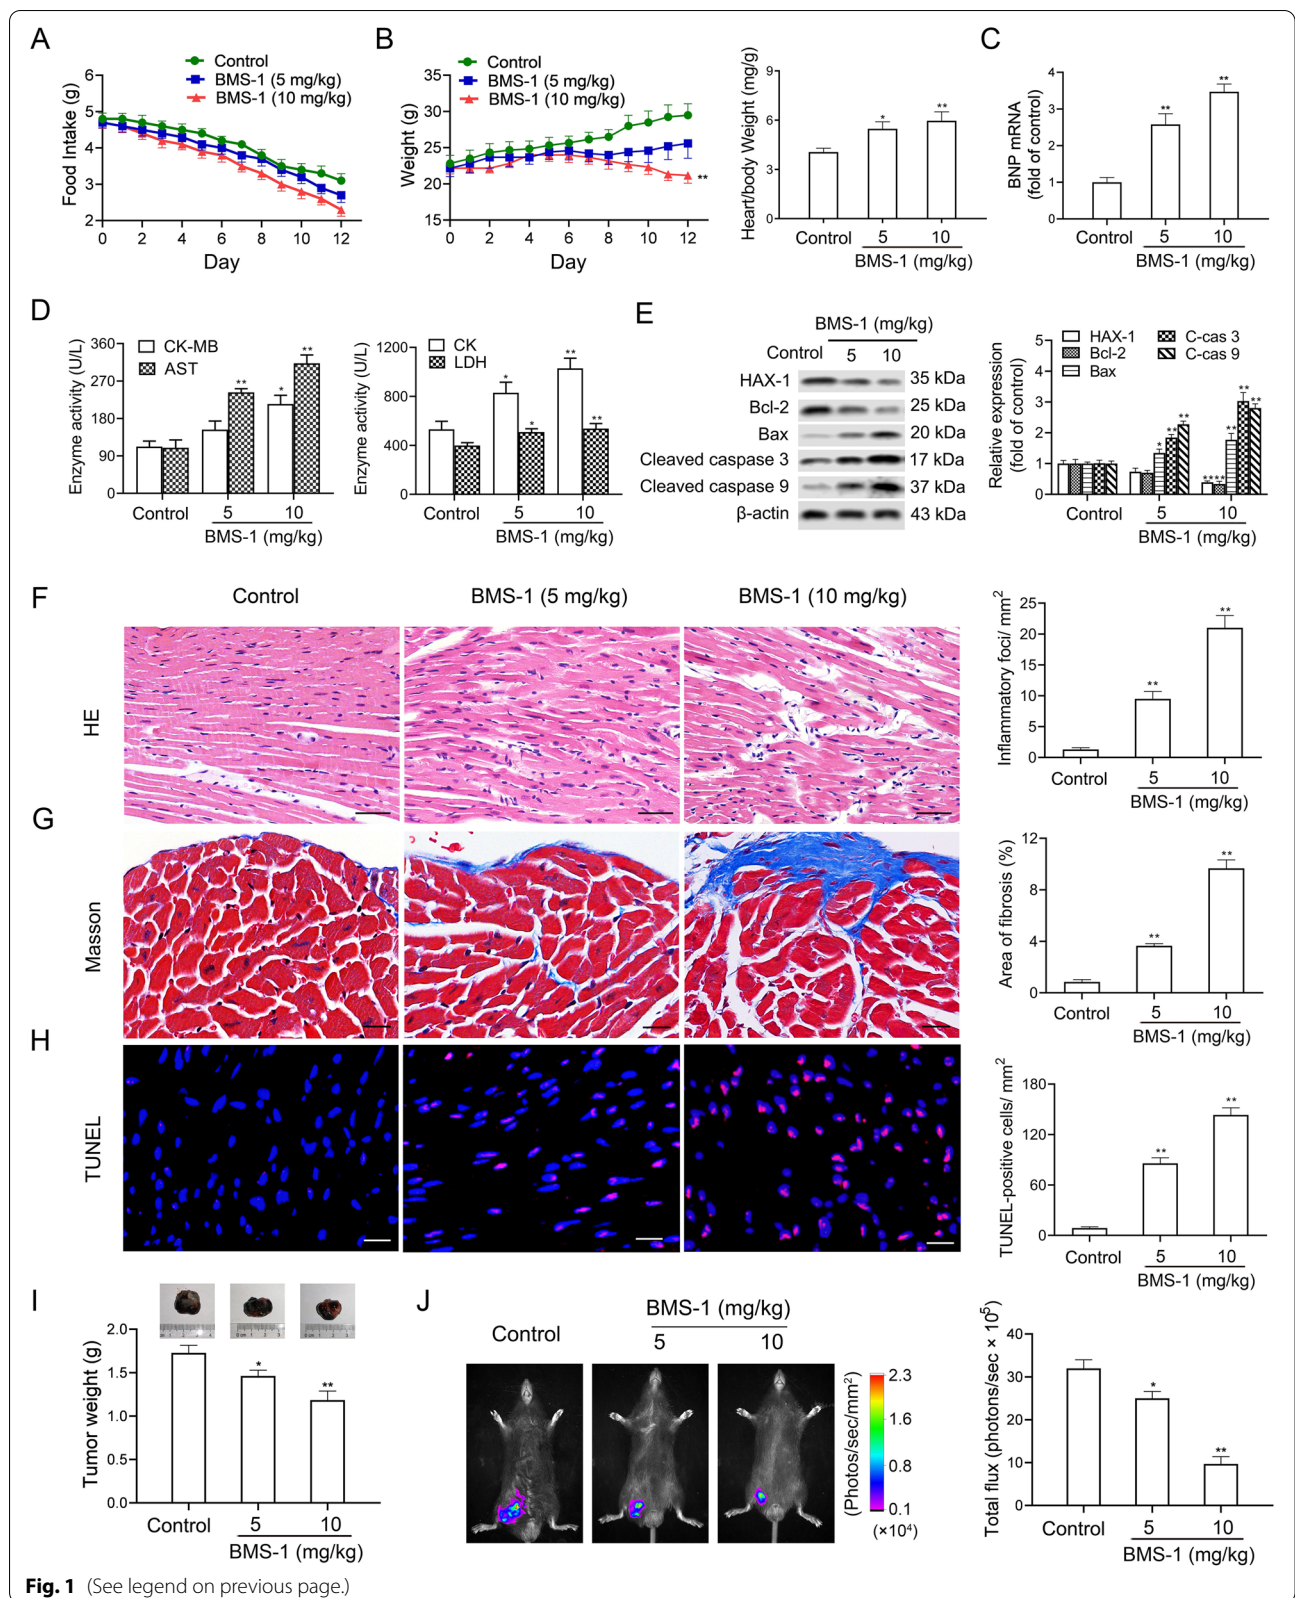 A
Control
BMS-1 (5 mg/kg)
BMS-1 (10 mg/kg)
Food Intake (g)
6
5
4
3
2
0 2 4 6 8 10 12
Day
B
Control
BMS-1 (5 mg/kg)
BMS-1 (10 mg/kg)
Weight (g)
35
30
25
20
15
**
0 2 4 6 8 10 12
Day
Heart/body Weight (mg/g)
9
6
3
0
*
**
Control 5 10
BMS-1 (mg/kg)
C
BNP mRNA
(fold of control)
4
3
2
1
0
**
**
Control 5 10
BMS-1 (mg/kg)
D
Enzyme activity (U/L)
360
270
180
90
0
CK-MB
AST
**
*
**
Control 5 10
BMS-1 (mg/kg)
Enzyme activity (U/L)
1200
800
400
0
CK
LDH
*
*
**
**
Control 5 10
BMS-1 (mg/kg)
E
BMS-1 (mg/kg)
Control 5 10
HAX-1 35 kDa
Bcl-2 25 kDa
Bax 20 kDa
Cleaved caspase 3 17 kDa
Cleaved caspase 9 37 kDa
β-actin 43 kDa
Relative expression
(fold of control)
5
4
3
2
1
0
HAX-1
Bcl-2
Bax
C-cas 3
C-cas 9
*
**
**
**
**
**
**
**
Control 5 10
BMS-1 (mg/kg)
F
Control BMS-1 (5 mg/kg) BMS-1 (10 mg/kg)
HE
Inflammatory foci/ mm2
25
20
15
10
5
0
**
**
Control 5 10
BMS-1 (mg/kg)
G
Masson
Area of fibrosis (%)
12
8
4
0
**
**
Control 5 10
BMS-1 (mg/kg)
H
TUNEL
TUNEL-positive cells/ mm2
180
120
60
0
**
**
Control 5 10
BMS-1 (mg/kg)
I
Tumor weight (g)
2.0
1.5
1.0
0.5
0.0
*
**
Control 5 10
BMS-1 (mg/kg)
J
BMS-1 (mg/kg)
Control 5 10
(Photos/sec/mm2)
2.3
1.6
0.8
0.1
(×104)
Total flux (photons/sec × 105)
40
30
20
10
0
*
**
Control 5 10
BMS-1 (mg/kg)
Fig. 1 (See legend on previous page.)